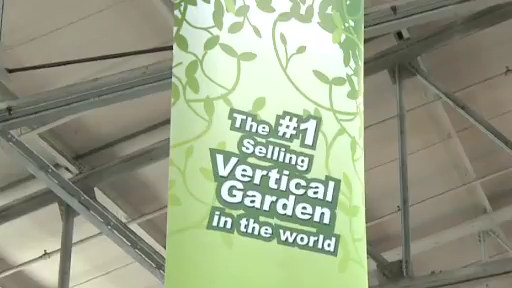 The #1
Selling
Vertical
Garden
in the world